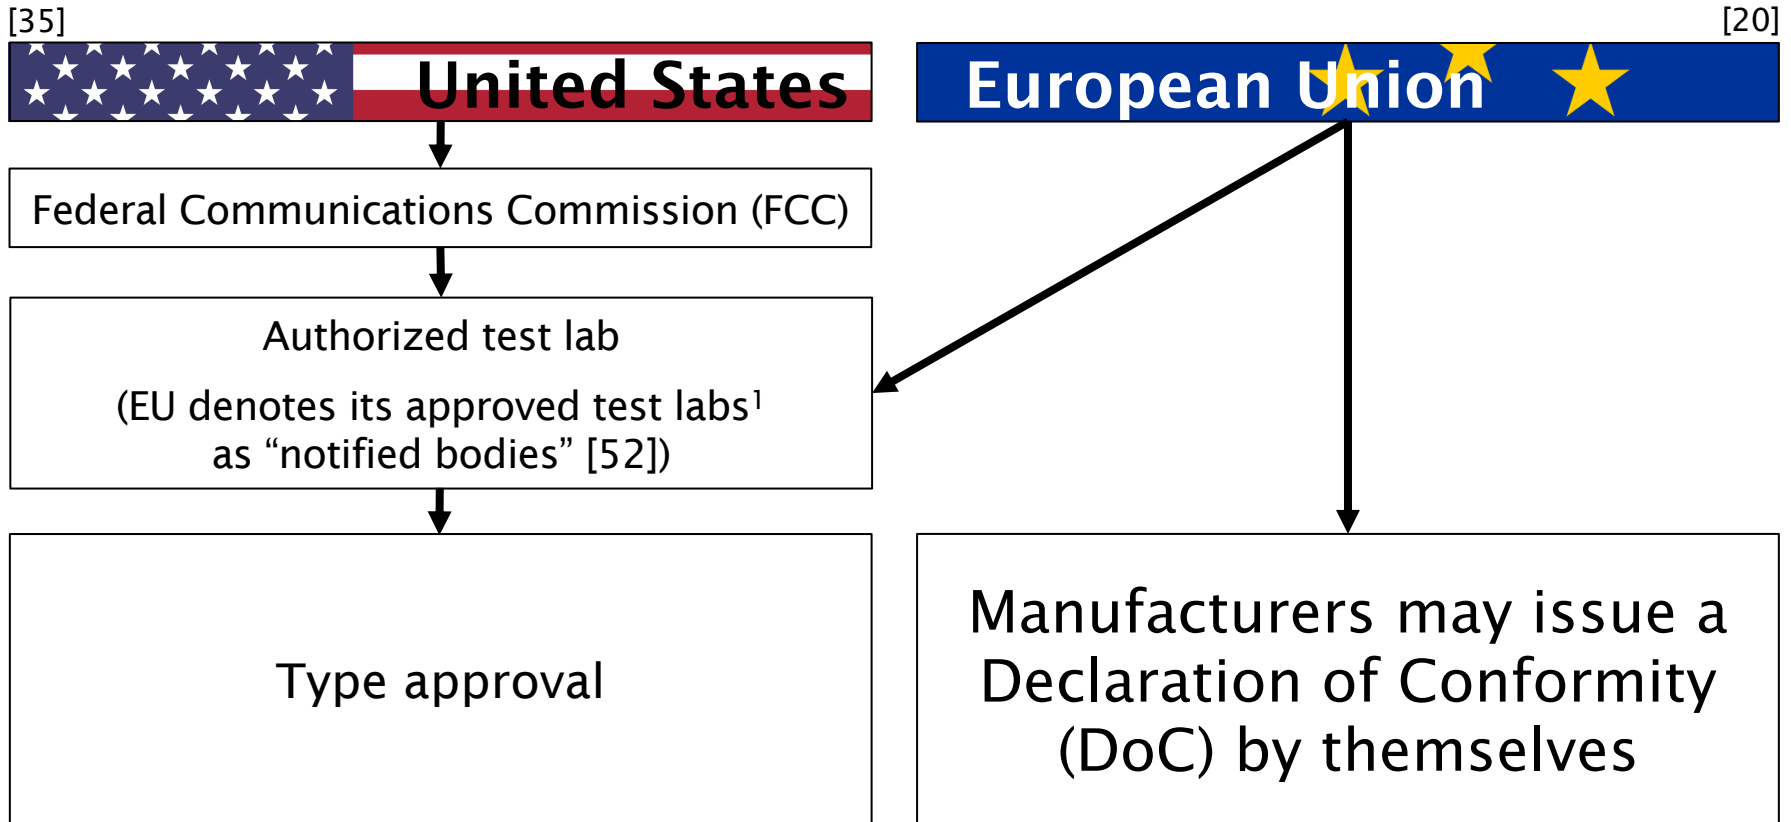 [35]
[20]
United States
European Union
Federal Communications Commission (FCC)
Authorized test lab
(EU denotes its approved test labs¹
as “notified bodies” [52])
Type approval
Manufacturers may issue a
Declaration of Conformity
(DoC) by themselves